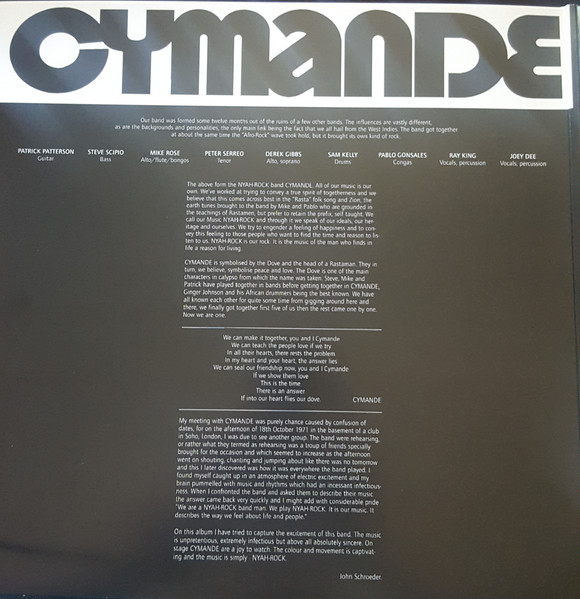 CYMANDE
Our band was formed some twelve months out of the ruins of a few other bands. The influences are vastly different,
as are the backgrounds and personalities, the only main link being the fact that we all hail from the West Indies. The band got together
at about the same time the "Afro-Rock" wave took hold, but it brought its own kind of rock.
PATRICK PATTERSON STEVE SCIPIO MIKE ROSE PETER SERREO DEREK GIBBS SAM KELLY PABLO GONSALES RAY KING JOEY DEE
Guitar Bass Alto/flute/bongos Tenor Alto, soprano Drums Congas Vocals, percussion Vocals, percussion
The above form the NYAH-ROCK band CYMANDE. All of our music is our
own. We've worked at trying to convey a true spirit of togetherness and we
believe that this comes across best in the "Rasta" folk song and Zion, the
earth tunes brought to the band by Mike and Pablo who are grounded in
the teachings of Rastamen, but prefer to retain the prefix, self taught. We
call our Music NYAH-ROCK and through it we speak of our ideals, our her-
itage and ourselves. We try to engender a feeling of happiness and to con-
vey this feeling to those people who want to find the time and reason to lis
ten to us. NYAH-ROCK is our rock. It is the music of the man who finds in
life a reason for living.
CYMANDE is symbolised by the Dove and the head of a Rastaman. They in
turn, we believe, symbolise peace and love. The Dove is one of the main
characters in calypso from which the name was taken. Steve, Mike and
Patrick have played together in bands before getting together in CYMANDE,
Ginger Johnson and his African drummers being the best known. We have
all known each other for quite some time from gigging around here and
there, we finally got together first five of us then the rest came one by one.
Now we are one.
We can make it together, you and I Cymande
We can teach the people love if we try
In all their hearts, there rests the problem
In my heart and your heart, the answer lies
We can seal our friendship now, you and I Cymande
If we show them love
This is the time
There is an answer
If into our heart flies our dove. CYMANDE
My meeting with CYMANDE was purely chance caused by confusion of
dates, for on the afternoon of 18th October 1971 in the basement of a club
in Soho, London, I was due to see another group. The band were rehearsing,
or rather what they termed as rehearsing was a troup of friends specially
brought for the occasion and which seemed to increase as the afternoon
went on shouting, chanting and jumping about like there was no tomorrow
and this I later discovered was how it was everywhere the band played. I
found myself caught up in an atmosphere of electric excitement and my
brain pummelled with music and rhythms which had an incessant infectious-
ness. When I confronted the band and asked them to describe their music
the answer came back very quickly and I might add with considerable pride
"We are a NYAH-ROCK band man. We play NYAH-ROCK. It is our music. It
describes the way we feel about life and people."
On this album I have tried to capture the excitement of this band. The music
is unpretentious, extremely infectious but above all absolutely sincere. On
stage CYMANDE are a joy to watch. The colour and movement is captivat-
ing and the music is simply - NYAH-ROCK.
John Schroeder.